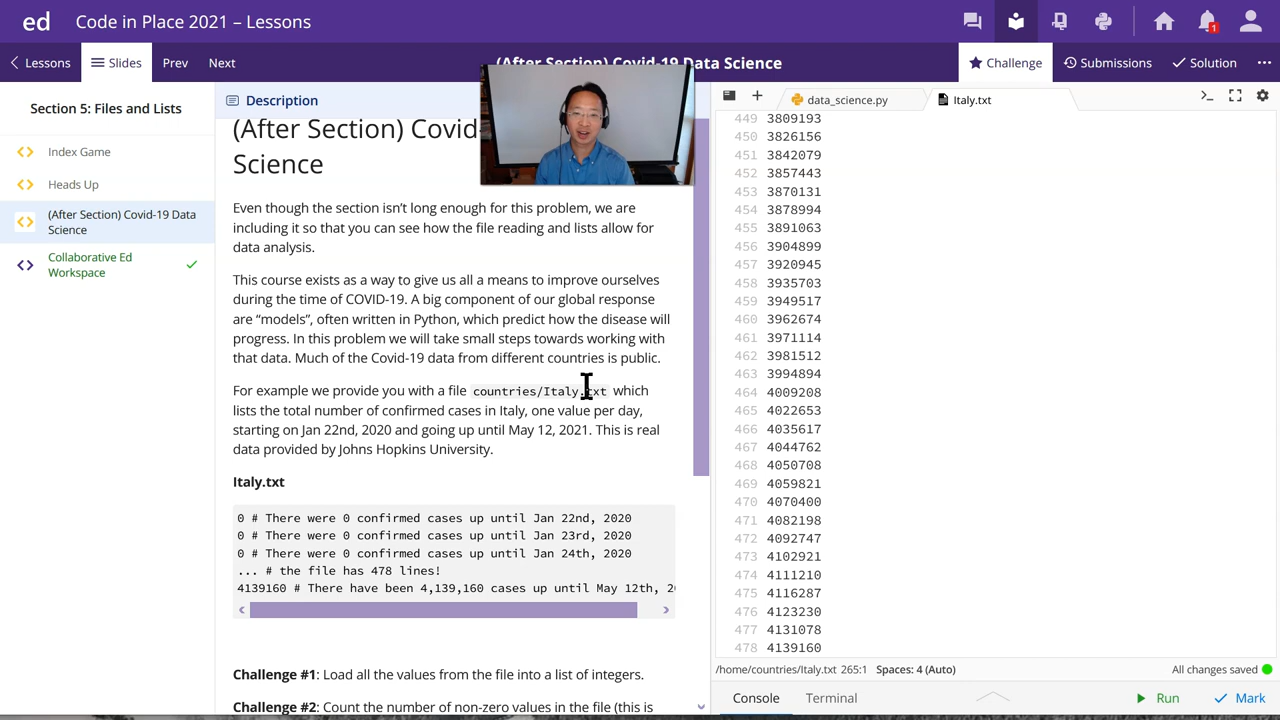 ed Code in Place 2021 – Lessons
1
Lessons Slides Prev Next
(After Section) Covid-19 Data Science
Challenge Submissions Solution
Section 5: Files and Lists
Index Game
Heads Up
(After Section) Covid-19 Data
Science
Collaborative Ed
Workspace
Description
(After Section) Covid-
Science
Even though the section isn't long enough for this problem, we are
including it so that you can see how the file reading and lists allow for
data analysis.
This course exists as a way to give us all a means to improve ourselves
during the time of COVID-19. A big component of our global response
are “models”, often written in Python, which predict how the disease will
progress. In this problem we will take small steps towards working with
that data. Much of the Covid-19 data from different countries is public.
For example we provide you with a file countries/Italy.txt which
lists the total number of confirmed cases in Italy, one value per day,
starting on Jan 22nd, 2020 and going up until May 12, 2021. This is real
data provided by Johns Hopkins University.
Italy.txt
0 # There were 0 confirmed cases up until Jan 22nd, 2020
0 # There were 0 confirmed cases up until Jan 23rd, 2020
0 # There were 0 confirmed cases up until Jan 24th, 2020
... # the file has 478 lines!
4139160 # There have been 4,139,160 cases up until May 12th, 2
Challenge #1: Load all the values from the file into a list of integers.
Challenge #2: Count the number of non-zero values in the file (this is
data_science.py Italy.txt
449 3809193
450 3826156
451 3842079
452 3857443
453 3870131
454 3878994
455 3891063
456 3904899
457 3920945
458 3935703
459 3949517
460 3962674
461 3971114
462 3981512
463 3994894
464 4009208
465 4022653
466 4035617
467 4044762
468 4050708
469 4059821
470 4070400
471 4082198
472 4092747
473 4102921
474 4111210
475 4116287
476 4123230
477 4131078
478 4139160
/home/countries/Italy.txt 265:1 Spaces: 4 (Auto) All changes saved
Console Terminal Run Mark